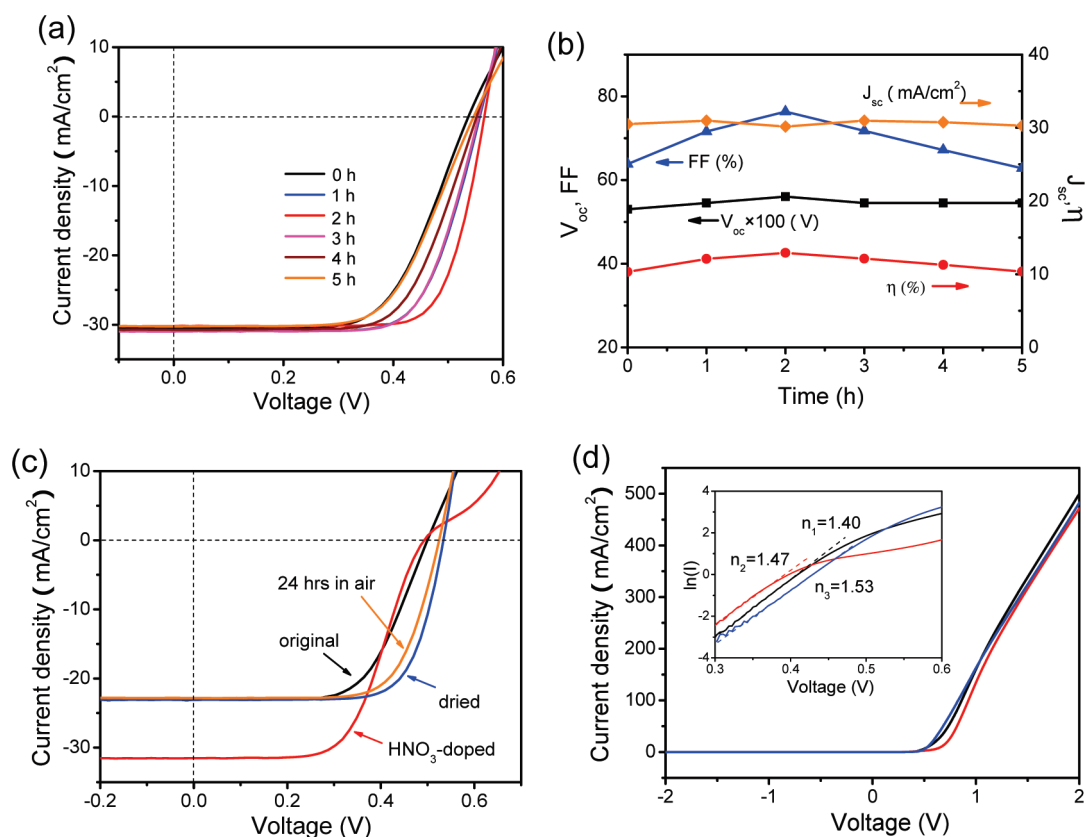 (a)
10
0
-10
-20
-30
Current density ( mA/cm²)
0 h
1 h
2 h
3 h
4 h
5 h
0.0
0.2
0.4
0.6
Voltage (V)
(b)
80
60
40
20
Voc, FF
Jsc ( mA/cm²)
FF (%)
Voc×100 ( V)
η (%)
40
30
20
10
0
Jsc,η
0
1
2
3
4
5
Time (h)
(c)
10
0
-10
-20
-30
Current density ( mA/cm²)
24 hrs in air
original
dried
HNO₃-doped
-0.2
0.0
0.2
0.4
0.6
Voltage (V)
(d)
500
400
300
200
100
0
Current density ( mA/cm²)
4
2
0
-2
-4
ln(I)
n₁=1.40
n₂=1.47
n₃=1.53
0.3
0.4
0.5
0.6
Voltage (V)
-2
-1
0
1
2
Voltage (V)